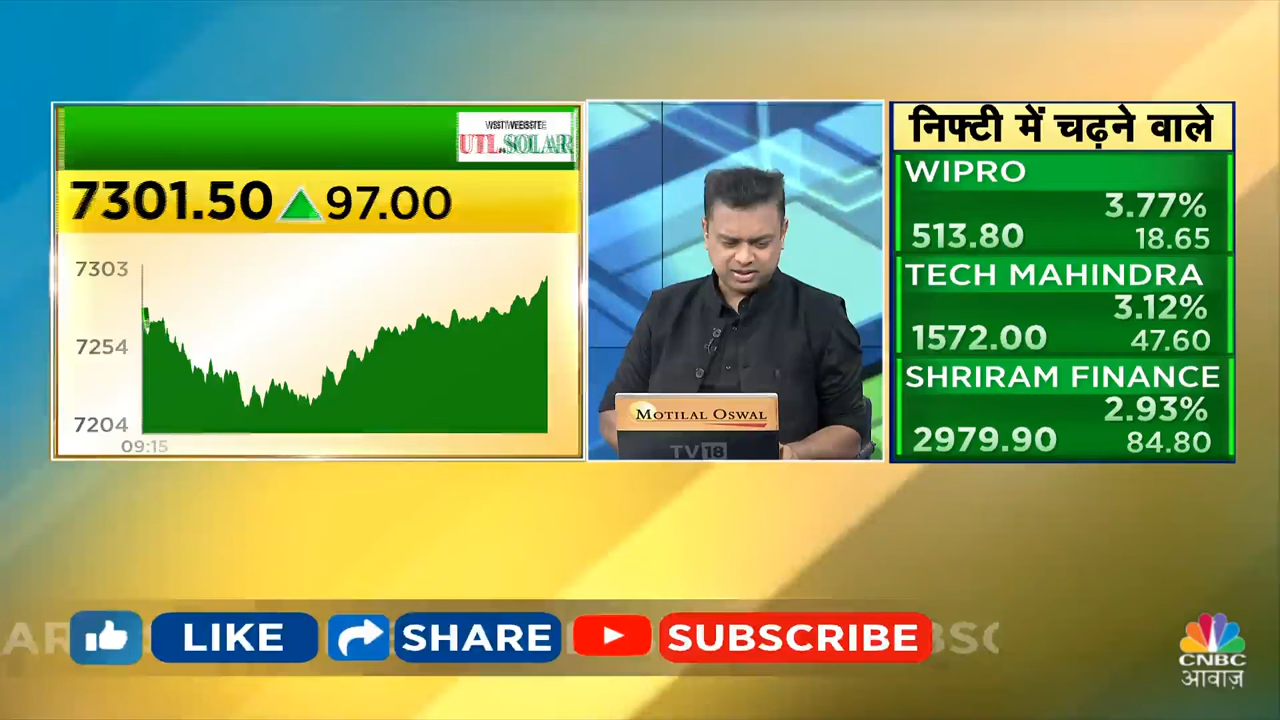 UTL.SOLAR
7301.50 ▲ 97.00
7303
7254
7204
09:15
MOTILAL OSWAL
TV18
निफ्टी में चढ़ने वाले
WIPRO
3.77%
513.80 18.65
TECH MAHINDRA
3.12%
1572.00 47.60
SHRIRAM FINANCE
2.93%
2979.90 84.80
LIKE SHARE SUBSCRIBE
CNBC
आवाज़